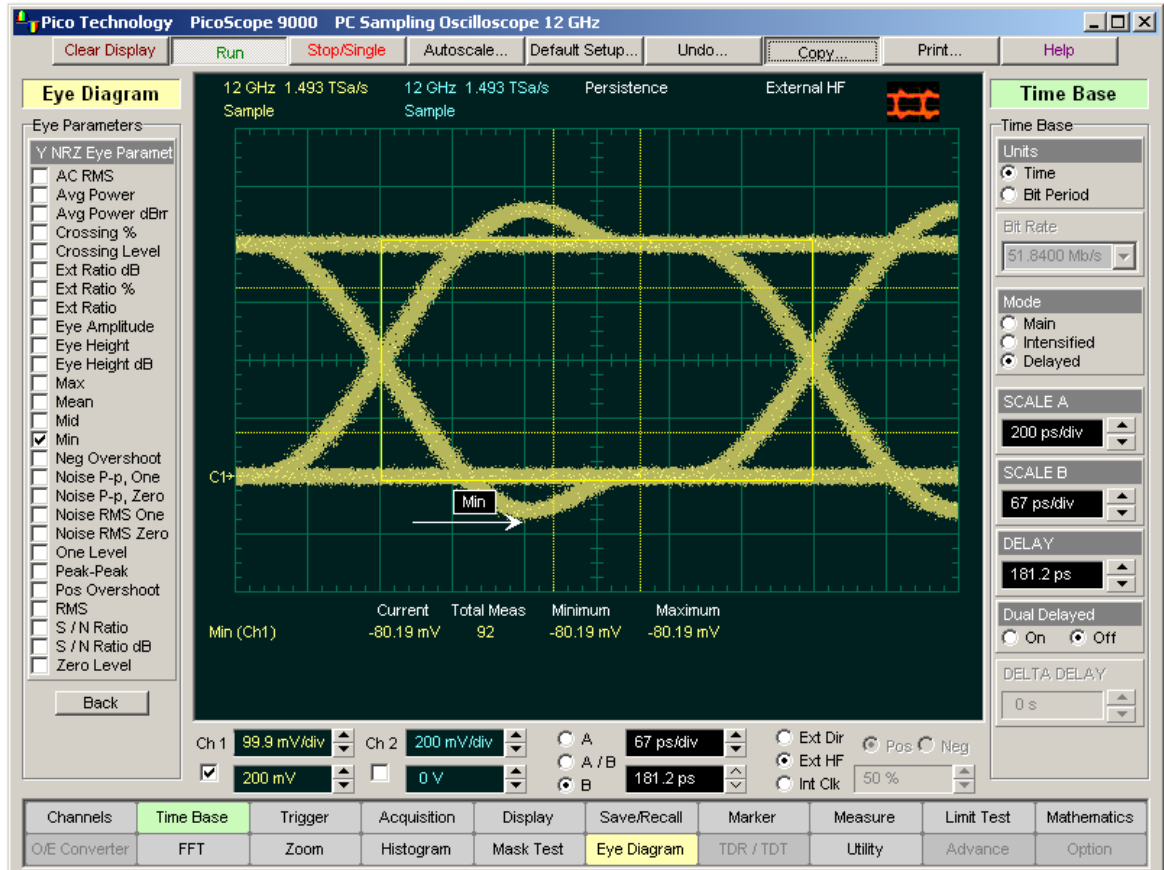 Pico Technology PicoScope 9000 PC Sampling Oscilloscope 12 GHz
Clear Display Run Stop/Single Autoscale... Default Setup... Undo... Copy... Print... Help
Eye Diagram
Eye Parameters
Y NRZ Eye Paramet
AC RMS
Avg Power
Avg Power dBm
Crossing %
Crossing Level
Ext Ratio dB
Ext Ratio %
Ext Ratio
Eye Amplitude
Eye Height
Eye Height dB
Max
Mean
Mid
Min
Neg Overshoot
Noise P-p, One
Noise P-p, Zero
Noise RMS One
Noise RMS Zero
One Level
Peak-Peak
Pos Overshoot
RMS
S / N Ratio
S / N Ratio dB
Zero Level
Back
12 GHz 1.493 TSa/s 12 GHz 1.493 TSa/s Persistence External HF
Sample Sample
C1
Min
Current Total Meas Minimum Maximum
Min (Ch1) -80.19 mV 92 -80.19 mV -80.19 mV
Time Base
Time Base
Units
Time
Bit Period
Bit Rate
51.8400 Mb/s
Mode
Main
Intensified
Delayed
SCALE A
200 ps/div
SCALE B
67 ps/div
DELAY
181.2 ps
Dual Delayed
On Off
DELTA DELAY
0 s
Ch 1 99.9 mV/div Ch 2 200 mV/div A 67 ps/div Ext Dir Pos Neg
A / B Ext HF
200 mV 0 V B 181.2 ps Int Clk 50 %
Channels Time Base Trigger Acquisition Display Save/Recall Marker Measure Limit Test Mathematics
O/E Converter FFT Zoom Histogram Mask Test Eye Diagram TDR / TDT Utility Advance Option